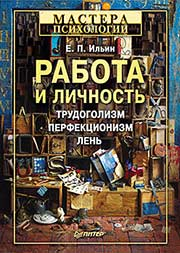 МАСТЕРА
ПСИХОЛОГИИ
Е. П. Ильин
РАБОТА
И ЛИЧНОСТЬ
ТРУДОГОЛИЗМ
ПЕРФЕКЦИОНИЗМ
ЛЕНЬ
ПИТЕР